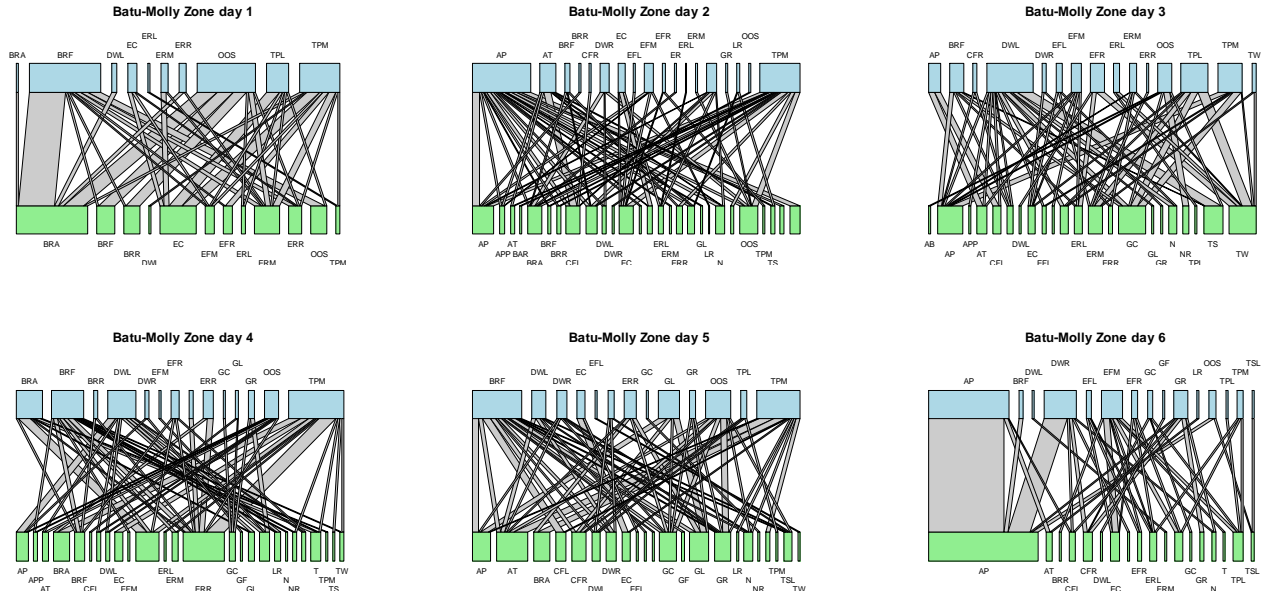 Batu-Molly Zone day 1
ERL
EC ERR TPM
BRA BRF DWL ERM OOS TPL
BRA BRF EC EFR ERR
BRR EFM ERL OOS
DWL ERM TPM
Batu-Molly Zone day 2
BRR EC EFR ERM OOS
BRF DWR EFM ERL LR
AP AT CFR EFL ER GR TPM
AP AT BRF DWL ERL GL OOS
APP BAR BRR DWR ERM LR TPM
BRA CFL EC ERR N TS
Batu-Molly Zone day 3
EFM ERM
BRF DWL EFL ERL OOS TPM
AP CFR DWR EFR ERR TPL TW
AB APP DWL ERL GC N TS
AP AT EC ERM GL NR TW
CFL EFL ERR GR TPL
Batu-Molly Zone day 4
EFR GL
BRF DWL EFM GC OOS
BRA BRR DWR ERR GR TPM
AP BRA DWL ERL GC LR T TW
APP BRF EC ERM GF N TPM
AT CFL EFM ERR GL NR TS
Batu-Molly Zone day 5
EFL
DWL EC GC GR TPL
BRF DWR ERR GL OOS TPM
AP AT CFL DWR GC GL LR TPM
BRA CFR EC GF GR N TSL
DWL EFL NR TW
Batu-Molly Zone day 6
DWR EFM GC GF OOS TSL
DWL EFR LR TPM
AP BRF EFL GR TPL
AP AT CFR EFR GC T TSL
BRR DWL ERL GR TPL
CFL EC ERM N